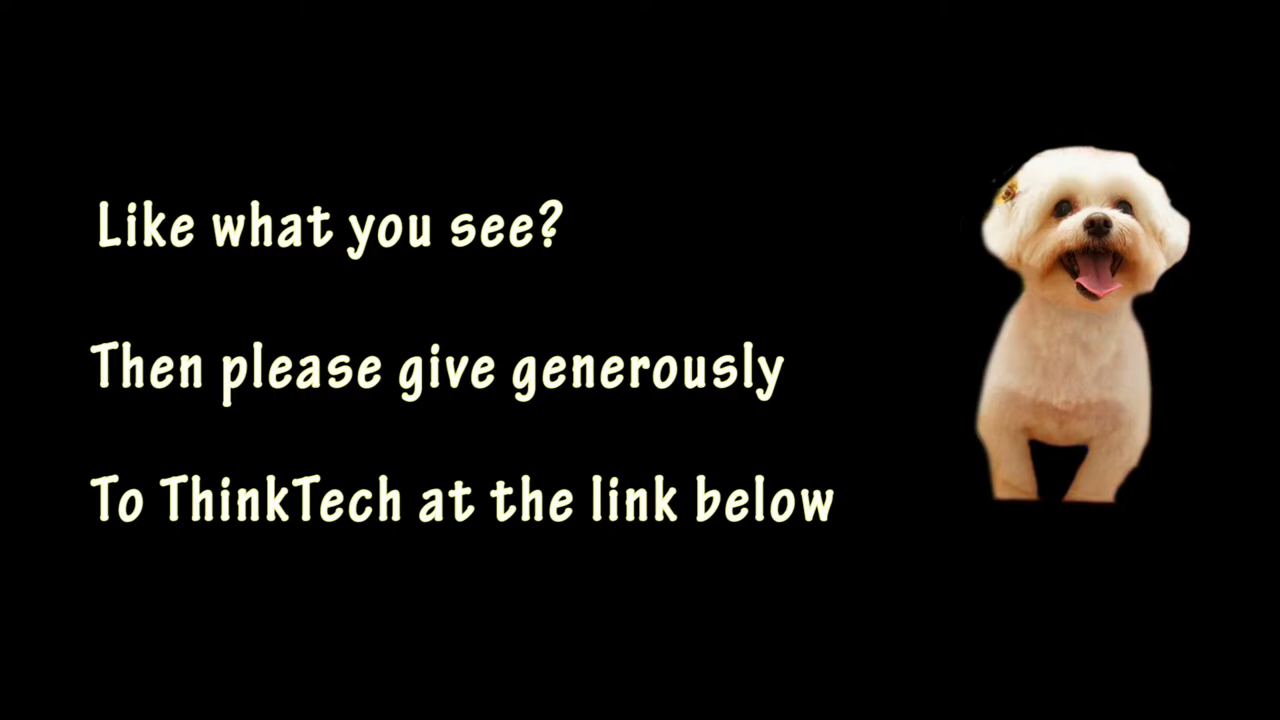 Like what you see?
Then please give generously
To ThinkTech at the link below